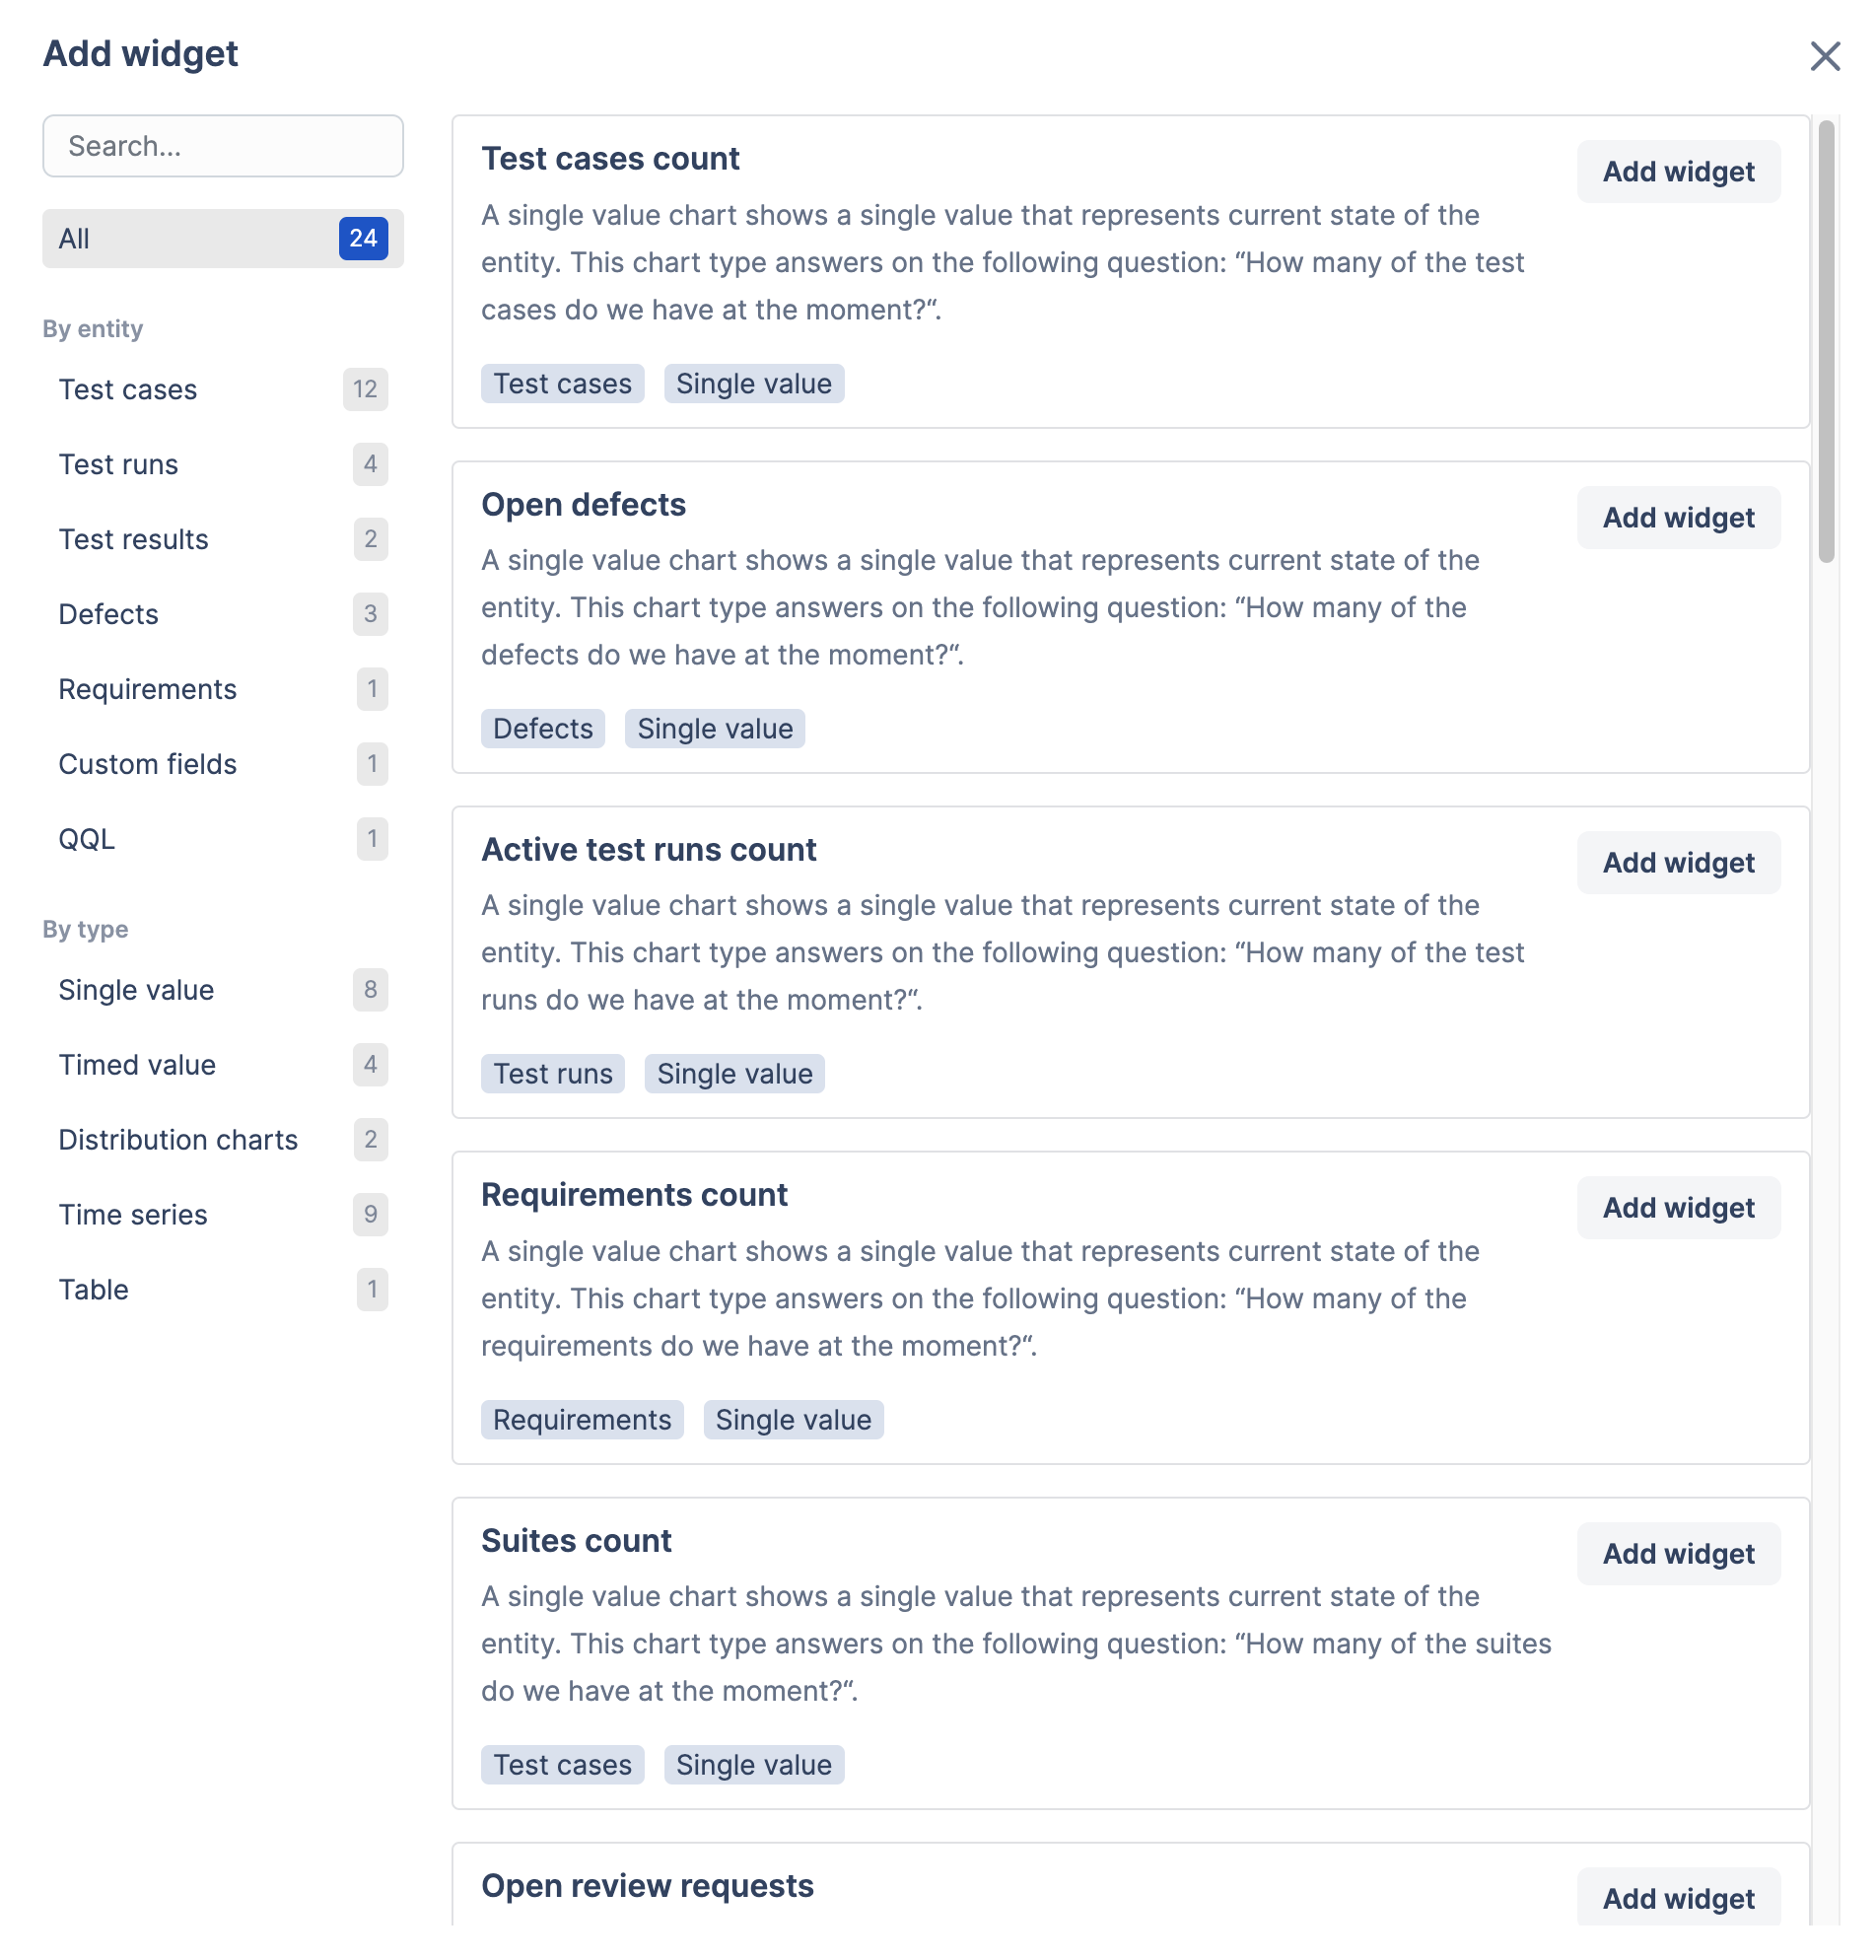 Add widget
Search...
All 24
By entity
Test cases 12
Test runs 4
Test results 2
Defects 3
Requirements 1
Custom fields 1
QQL 1
By type
Single value 8
Timed value 4
Distribution charts 2
Time series 9
Table 1
Test cases count
Add widget
A single value chart shows a single value that represents current state of the
entity. This chart type answers on the following question: “How many of the test
cases do we have at the moment?“.
Test cases Single value
Open defects
Add widget
A single value chart shows a single value that represents current state of the
entity. This chart type answers on the following question: “How many of the
defects do we have at the moment?“.
Defects Single value
Active test runs count
Add widget
A single value chart shows a single value that represents current state of the
entity. This chart type answers on the following question: “How many of the test
runs do we have at the moment?“.
Test runs Single value
Requirements count
Add widget
A single value chart shows a single value that represents current state of the
entity. This chart type answers on the following question: “How many of the
requirements do we have at the moment?“.
Requirements Single value
Suites count
Add widget
A single value chart shows a single value that represents current state of the
entity. This chart type answers on the following question: “How many of the suites
do we have at the moment?“.
Test cases Single value
Open review requests
Add widget